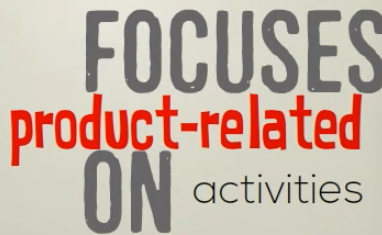 FOCUSES
product-related
ON activities